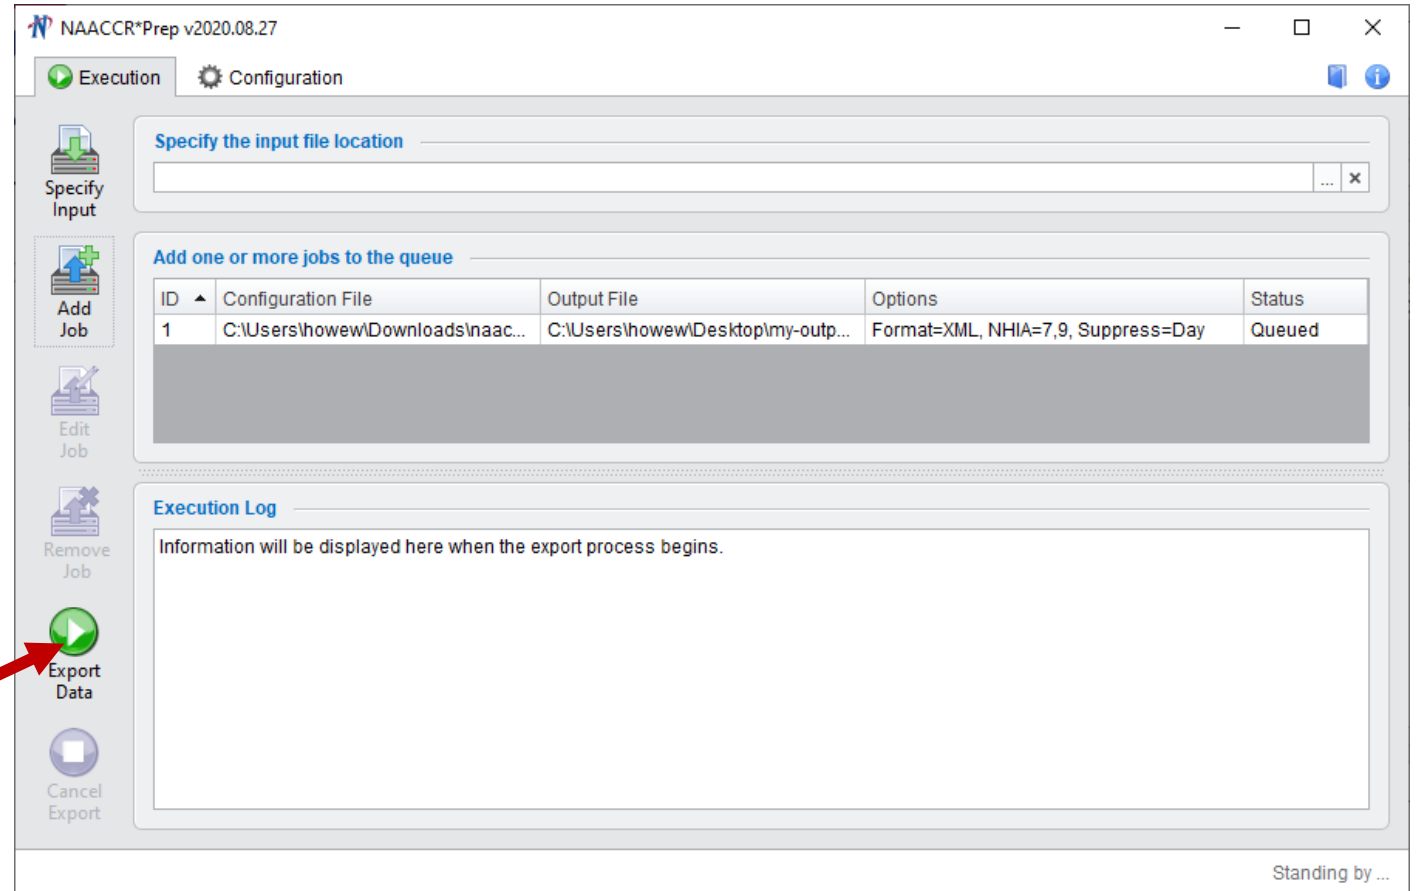 NAACCR*Prep v2020.08.27
Execution
Configuration
Specify
Input
Specify the input file location
...
Add
Job
Add one or more jobs to the queue
ID Configuration File Output File Options Status
1 C:\Users\howew\Downloads\naac... C:\Users\howew\Desktop\my-outp... Format=XML, NHIA=7,9, Suppress=Day Queued
Edit
Job
Remove
Job
Execution Log
Information will be displayed here when the export process begins.
Export
Data
Cancel
Export
Standing by ...